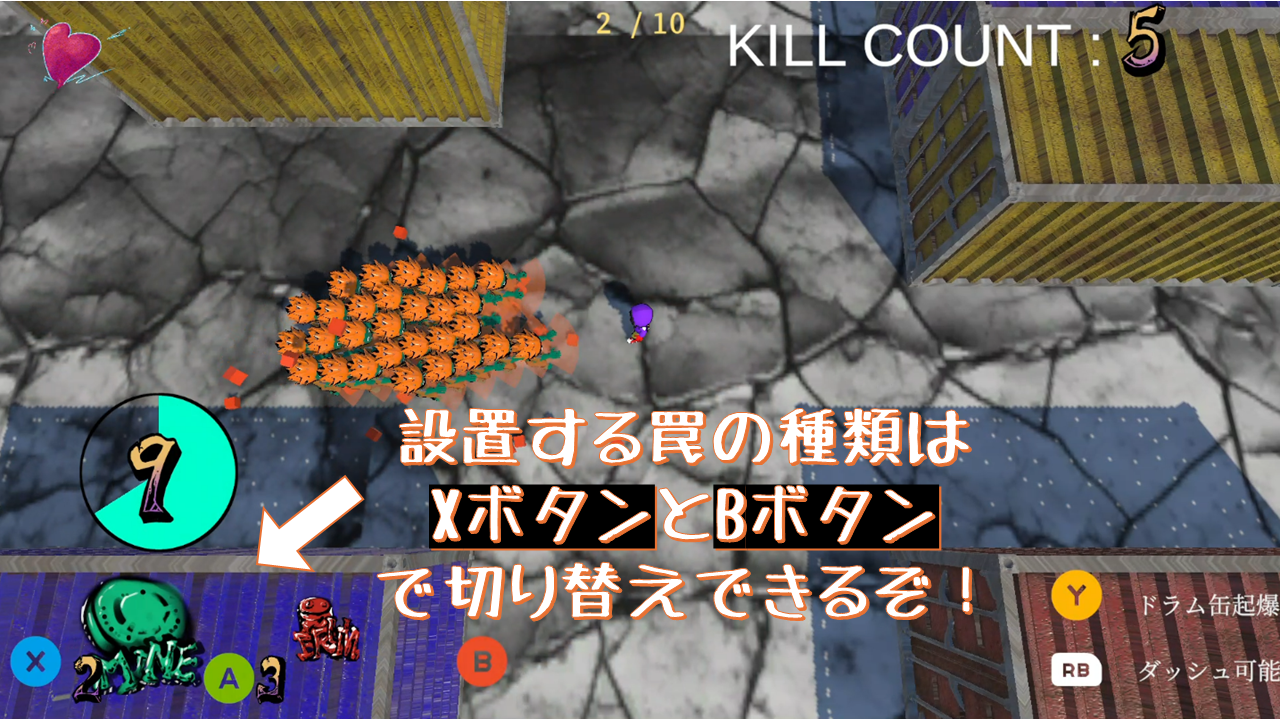 2 / 10
KILL COUNT : 5
設置する罠の種類は
XボタンとBボタン
で切り替えできるぞ！
9
X
2
MINE
A
3
DRUM
B
Y
ドラム缶起爆
RB
ダッシュ可能